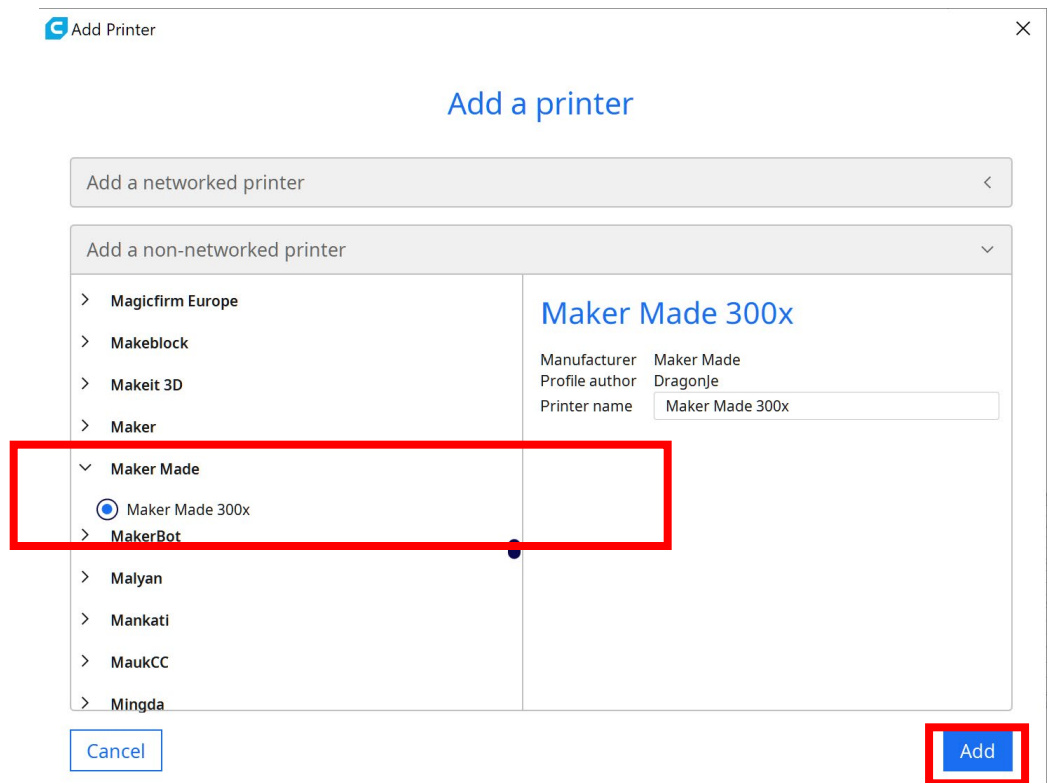 Add Printer
Add a printer
Add a networked printer
Add a non-networked printer
Magicfirm Europe
Makeblock
Makeit 3D
Maker
Maker Made
Maker Made 300x
MakerBot
Malyan
Mankati
MaukCC
Mingda
Maker Made 300x
Manufacturer Maker Made
Profile author DragonJe
Printer name Maker Made 300x
Cancel
Add